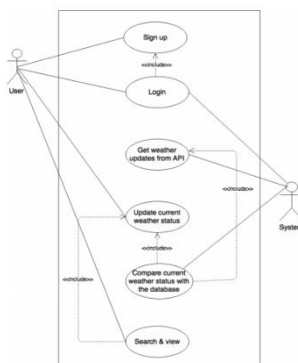 Sign up
<<include>>
User
Login
Get weather
updates from API
<<include>>
System
Update current
weather status
<<include>>
<<include>>
Compare current
weather status with
the database
Search & view